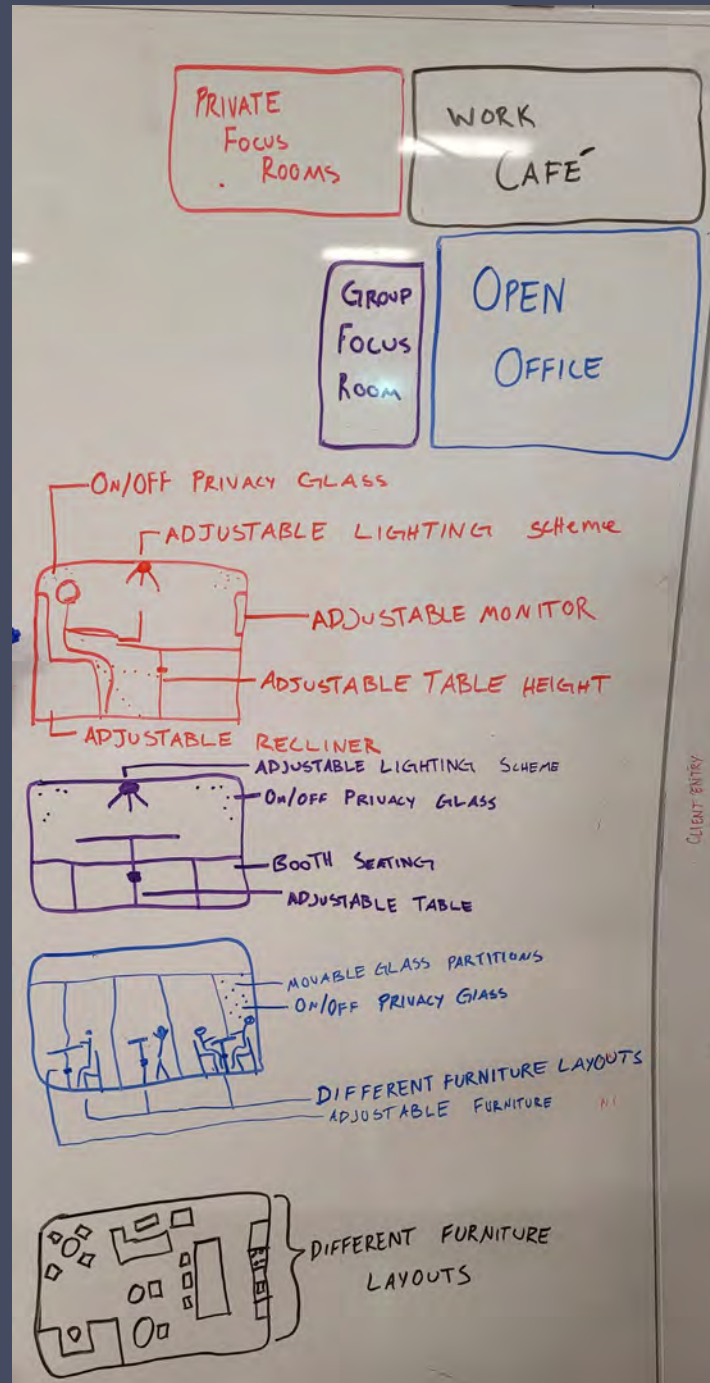 PRIVATE
FOCUS
ROOMS
WORK
CAFÉ
GROUP
FOCUS
ROOM
OPEN
OFFICE
ON/OFF PRIVACY GLASS
ADJUSTABLE LIGHTING SCHEME
ADJUSTABLE MONITOR
ADJUSTABLE TABLE HEIGHT
ADJUSTABLE RECLINER
ADJUSTABLE LIGHTING SCHEME
ON/OFF PRIVACY GLASS
BOOTH SEATING
ADJUSTABLE TABLE
CLIENT ENTRY
MOVABLE GLASS PARTITIONS
ON/OFF PRIVACY GLASS
DIFFERENT FURNITURE LAYOUTS
ADJUSTABLE FURNITURE
DIFFERENT FURNITURE
LAYOUTS